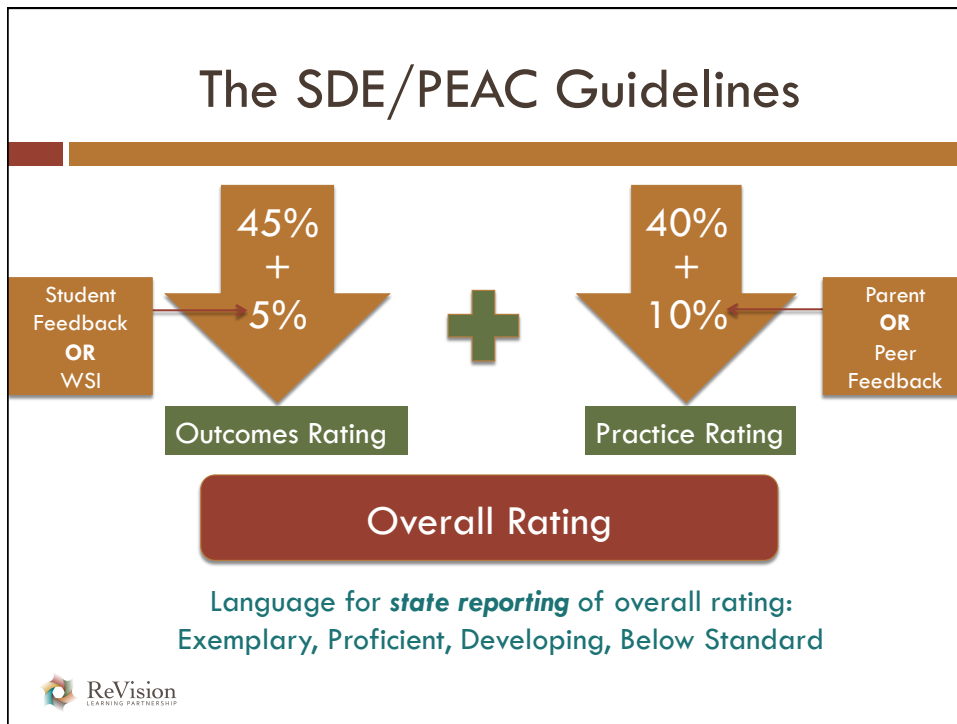 The SDE/PEAC Guidelines
45%
+
5%
Student
Feedback
OR
WSI
40%
+
10%
Parent
OR
Peer
Feedback
Outcomes Rating
Practice Rating
Overall Rating
Language for state reporting of overall rating:
Exemplary, Proficient, Developing, Below Standard
ReVision
LEARNING PARTNERSHIP